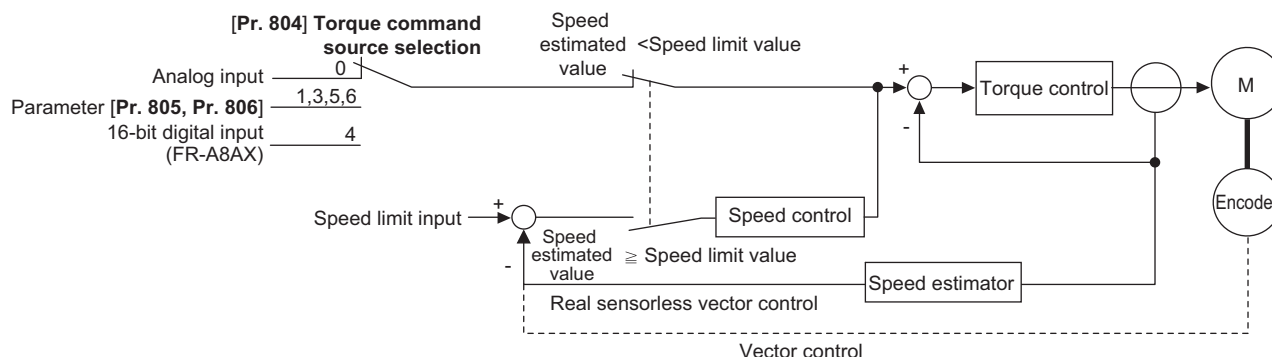 [Pr. 804] Torque command
source selection
Analog input
0
Parameter [Pr. 805, Pr. 806]
1,3,5,6
16-bit digital input
(FR-A8AX)
4
Speed
estimated
value
<Speed limit value
+
-
Torque control
M
Encode
Speed limit input
+
-
Speed control
Speed
estimated
value
≧ Speed limit value
Speed estimator
Real sensorless vector control
Vector control